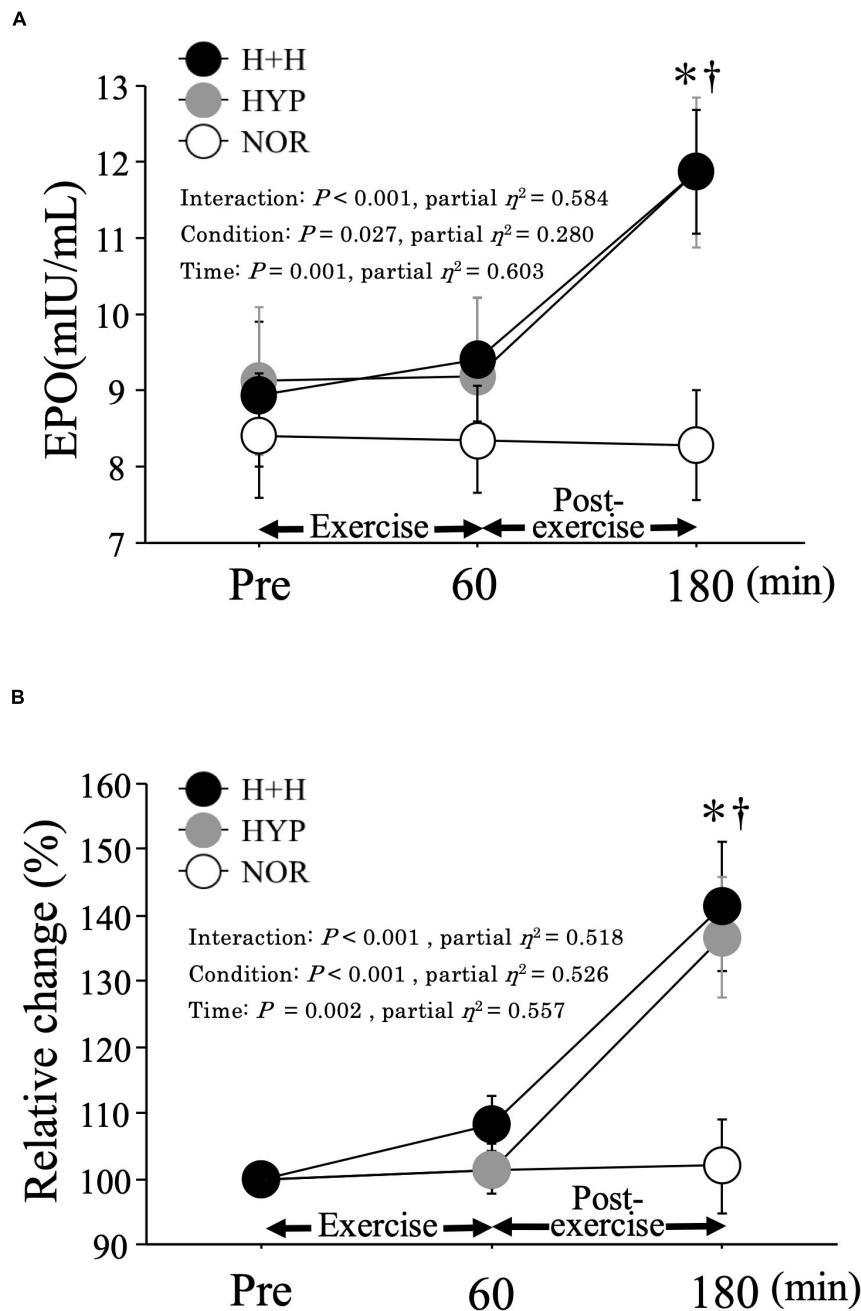 A
H+H
HYP
NOR
*†
13
12
11
10
9
8
7
EPO(mIU/mL)
Interaction: P < 0.001, partial η² = 0.584
Condition: P = 0.027, partial η² = 0.280
Time: P = 0.001, partial η² = 0.603
Exercise
Post-
exercise
Pre 60 180 (min)
B
H+H
HYP
NOR
*†
160
150
140
130
120
110
100
90
Relative change (%)
Interaction: P < 0.001 , partial η² = 0.518
Condition: P < 0.001 , partial η² = 0.526
Time: P = 0.002 , partial η² = 0.557
Exercise
Post-
exercise
Pre 60 180 (min)